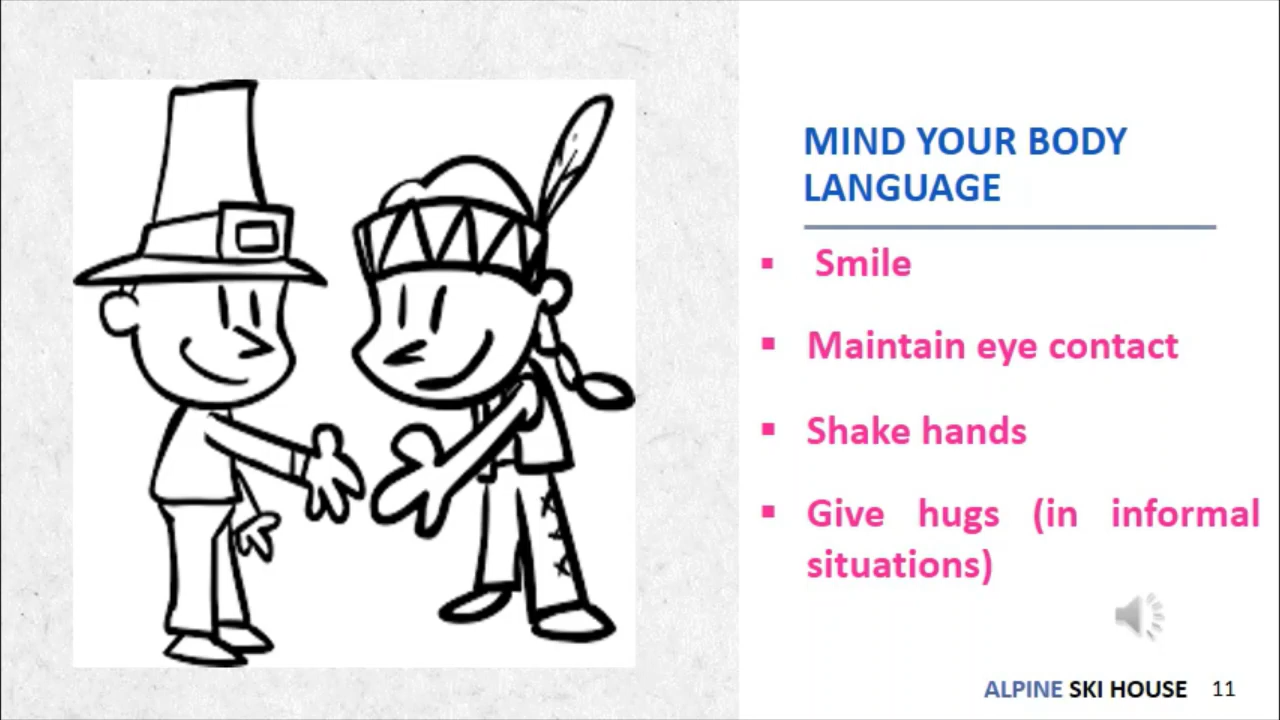 MIND YOUR BODY
LANGUAGE
▪ Smile
▪ Maintain eye contact
▪ Shake hands
▪ Give hugs (in informal
situations)
ALPINE SKI HOUSE 11